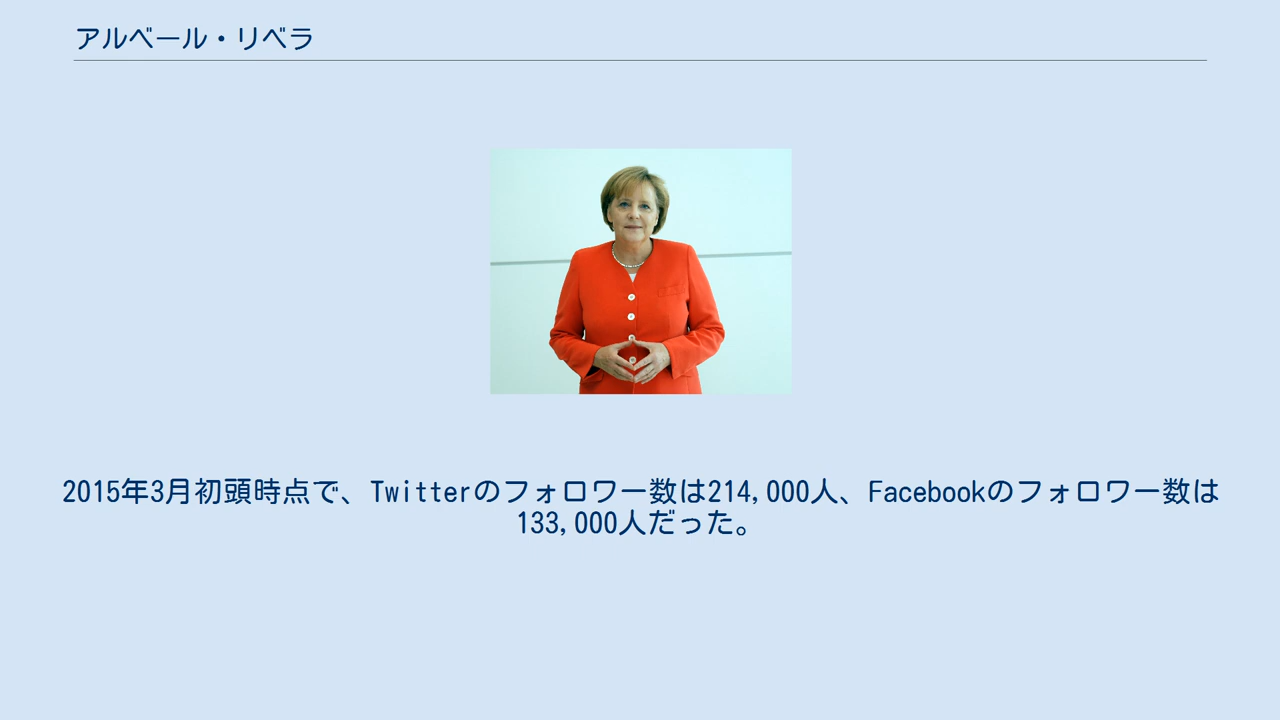 アルベール・リベラ
2015年3月初頭時点で、Twitterのフォロワー数は214,000人、Facebookのフォロワー数は
133,000人だった。